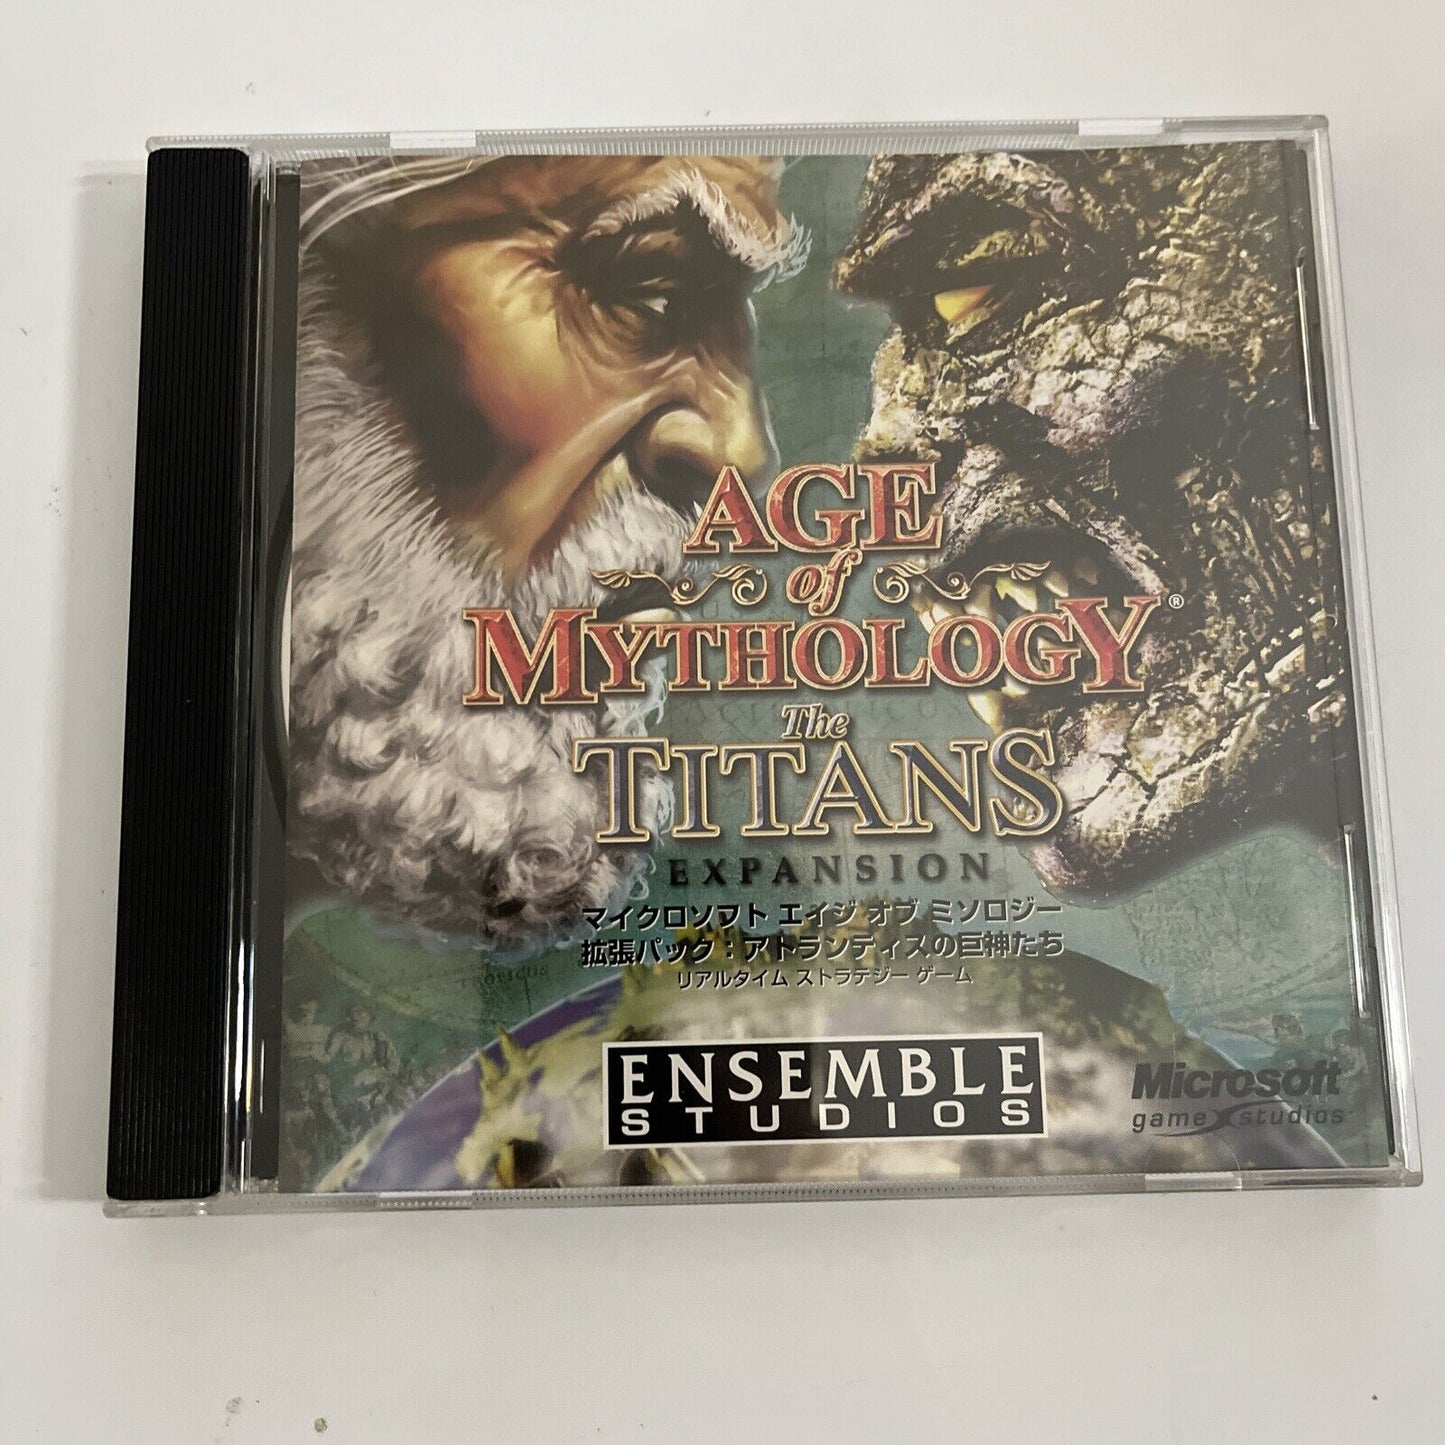 AGE
of
MYTHOLOGY®
The
TITANS
EXPANSION
マイクロソフト エイジ オブ ミソロジー
拡張パック：アトランティスの巨神たち
リアルタイム ストラテジー ゲーム
ENSEMBLE
STUDIOS
Microsoft
game studios